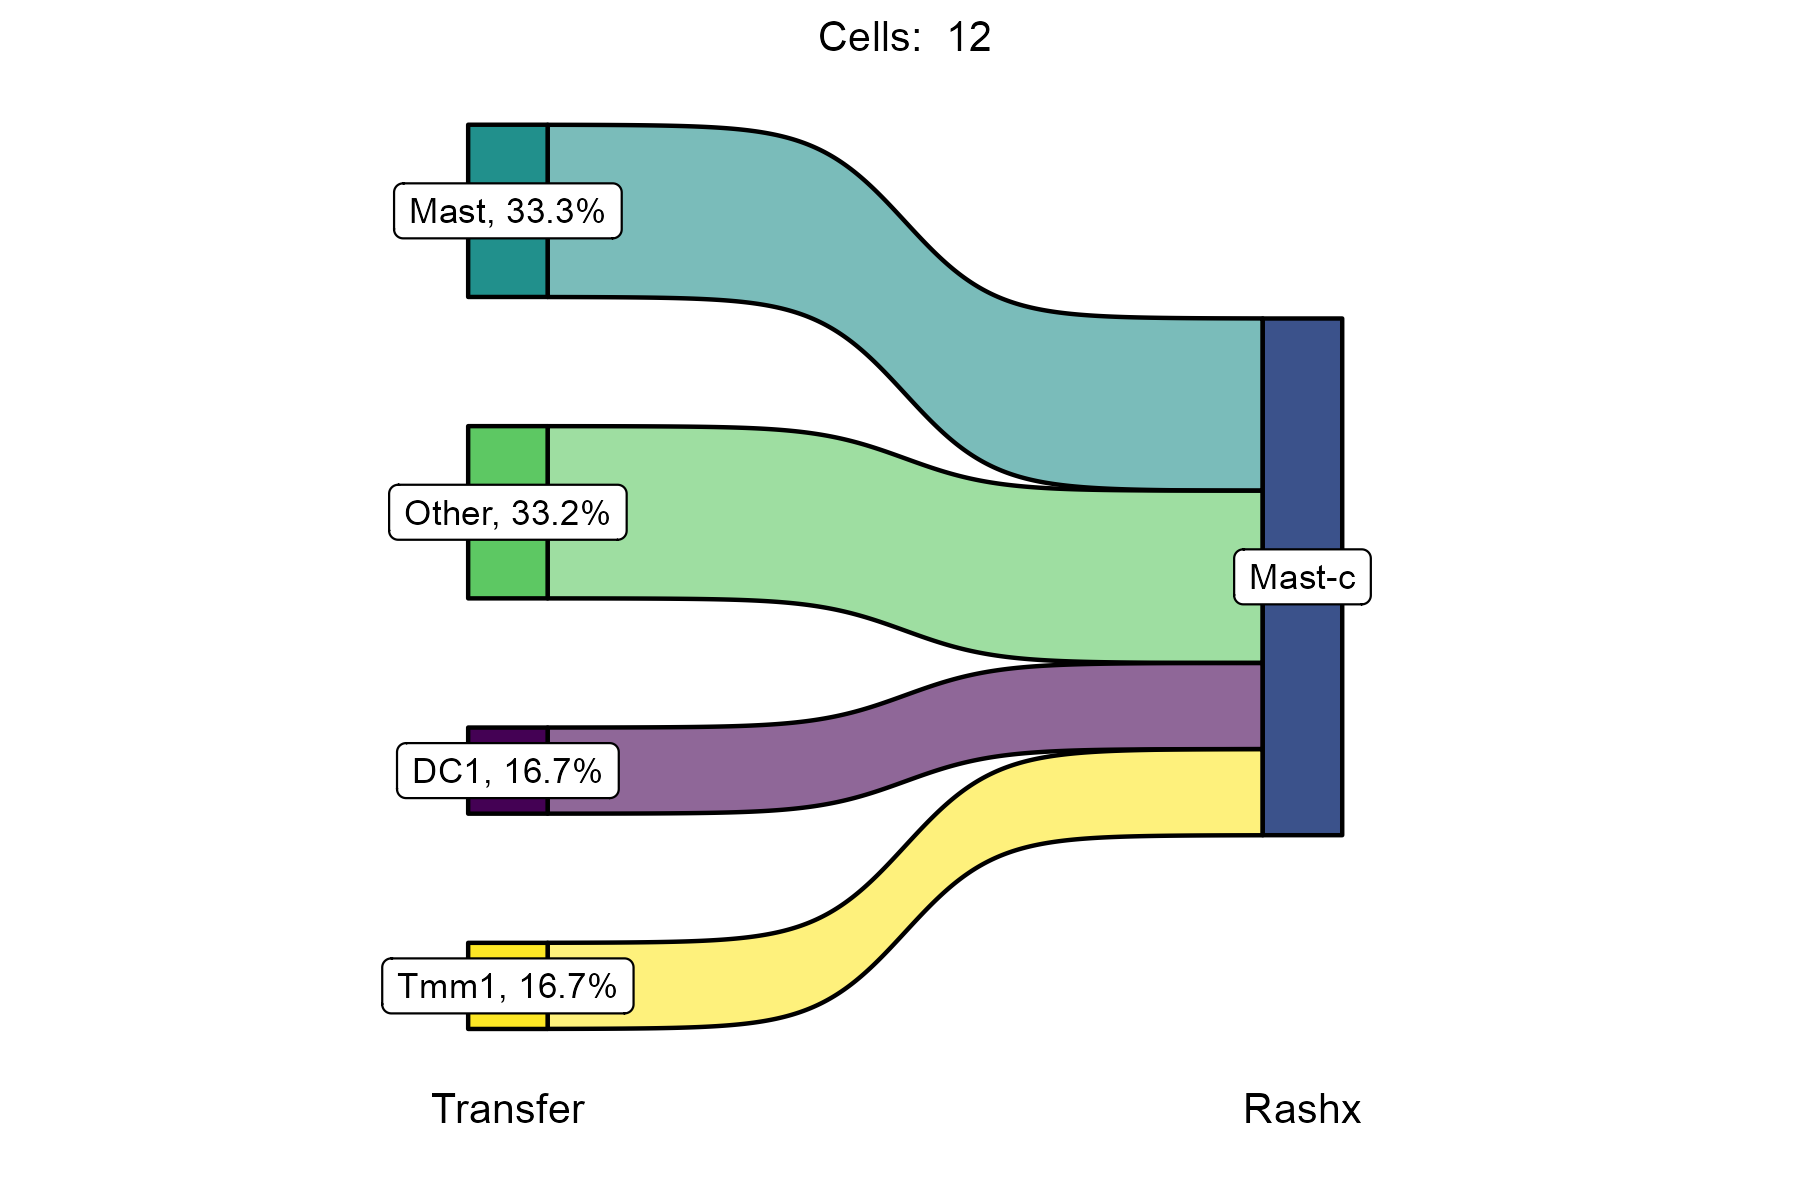 Cells:  12
Mast, 33.3%
Other, 33.2%
Mast-c
DC1, 16.7%
Tmm1, 16.7%
Transfer
Rashx